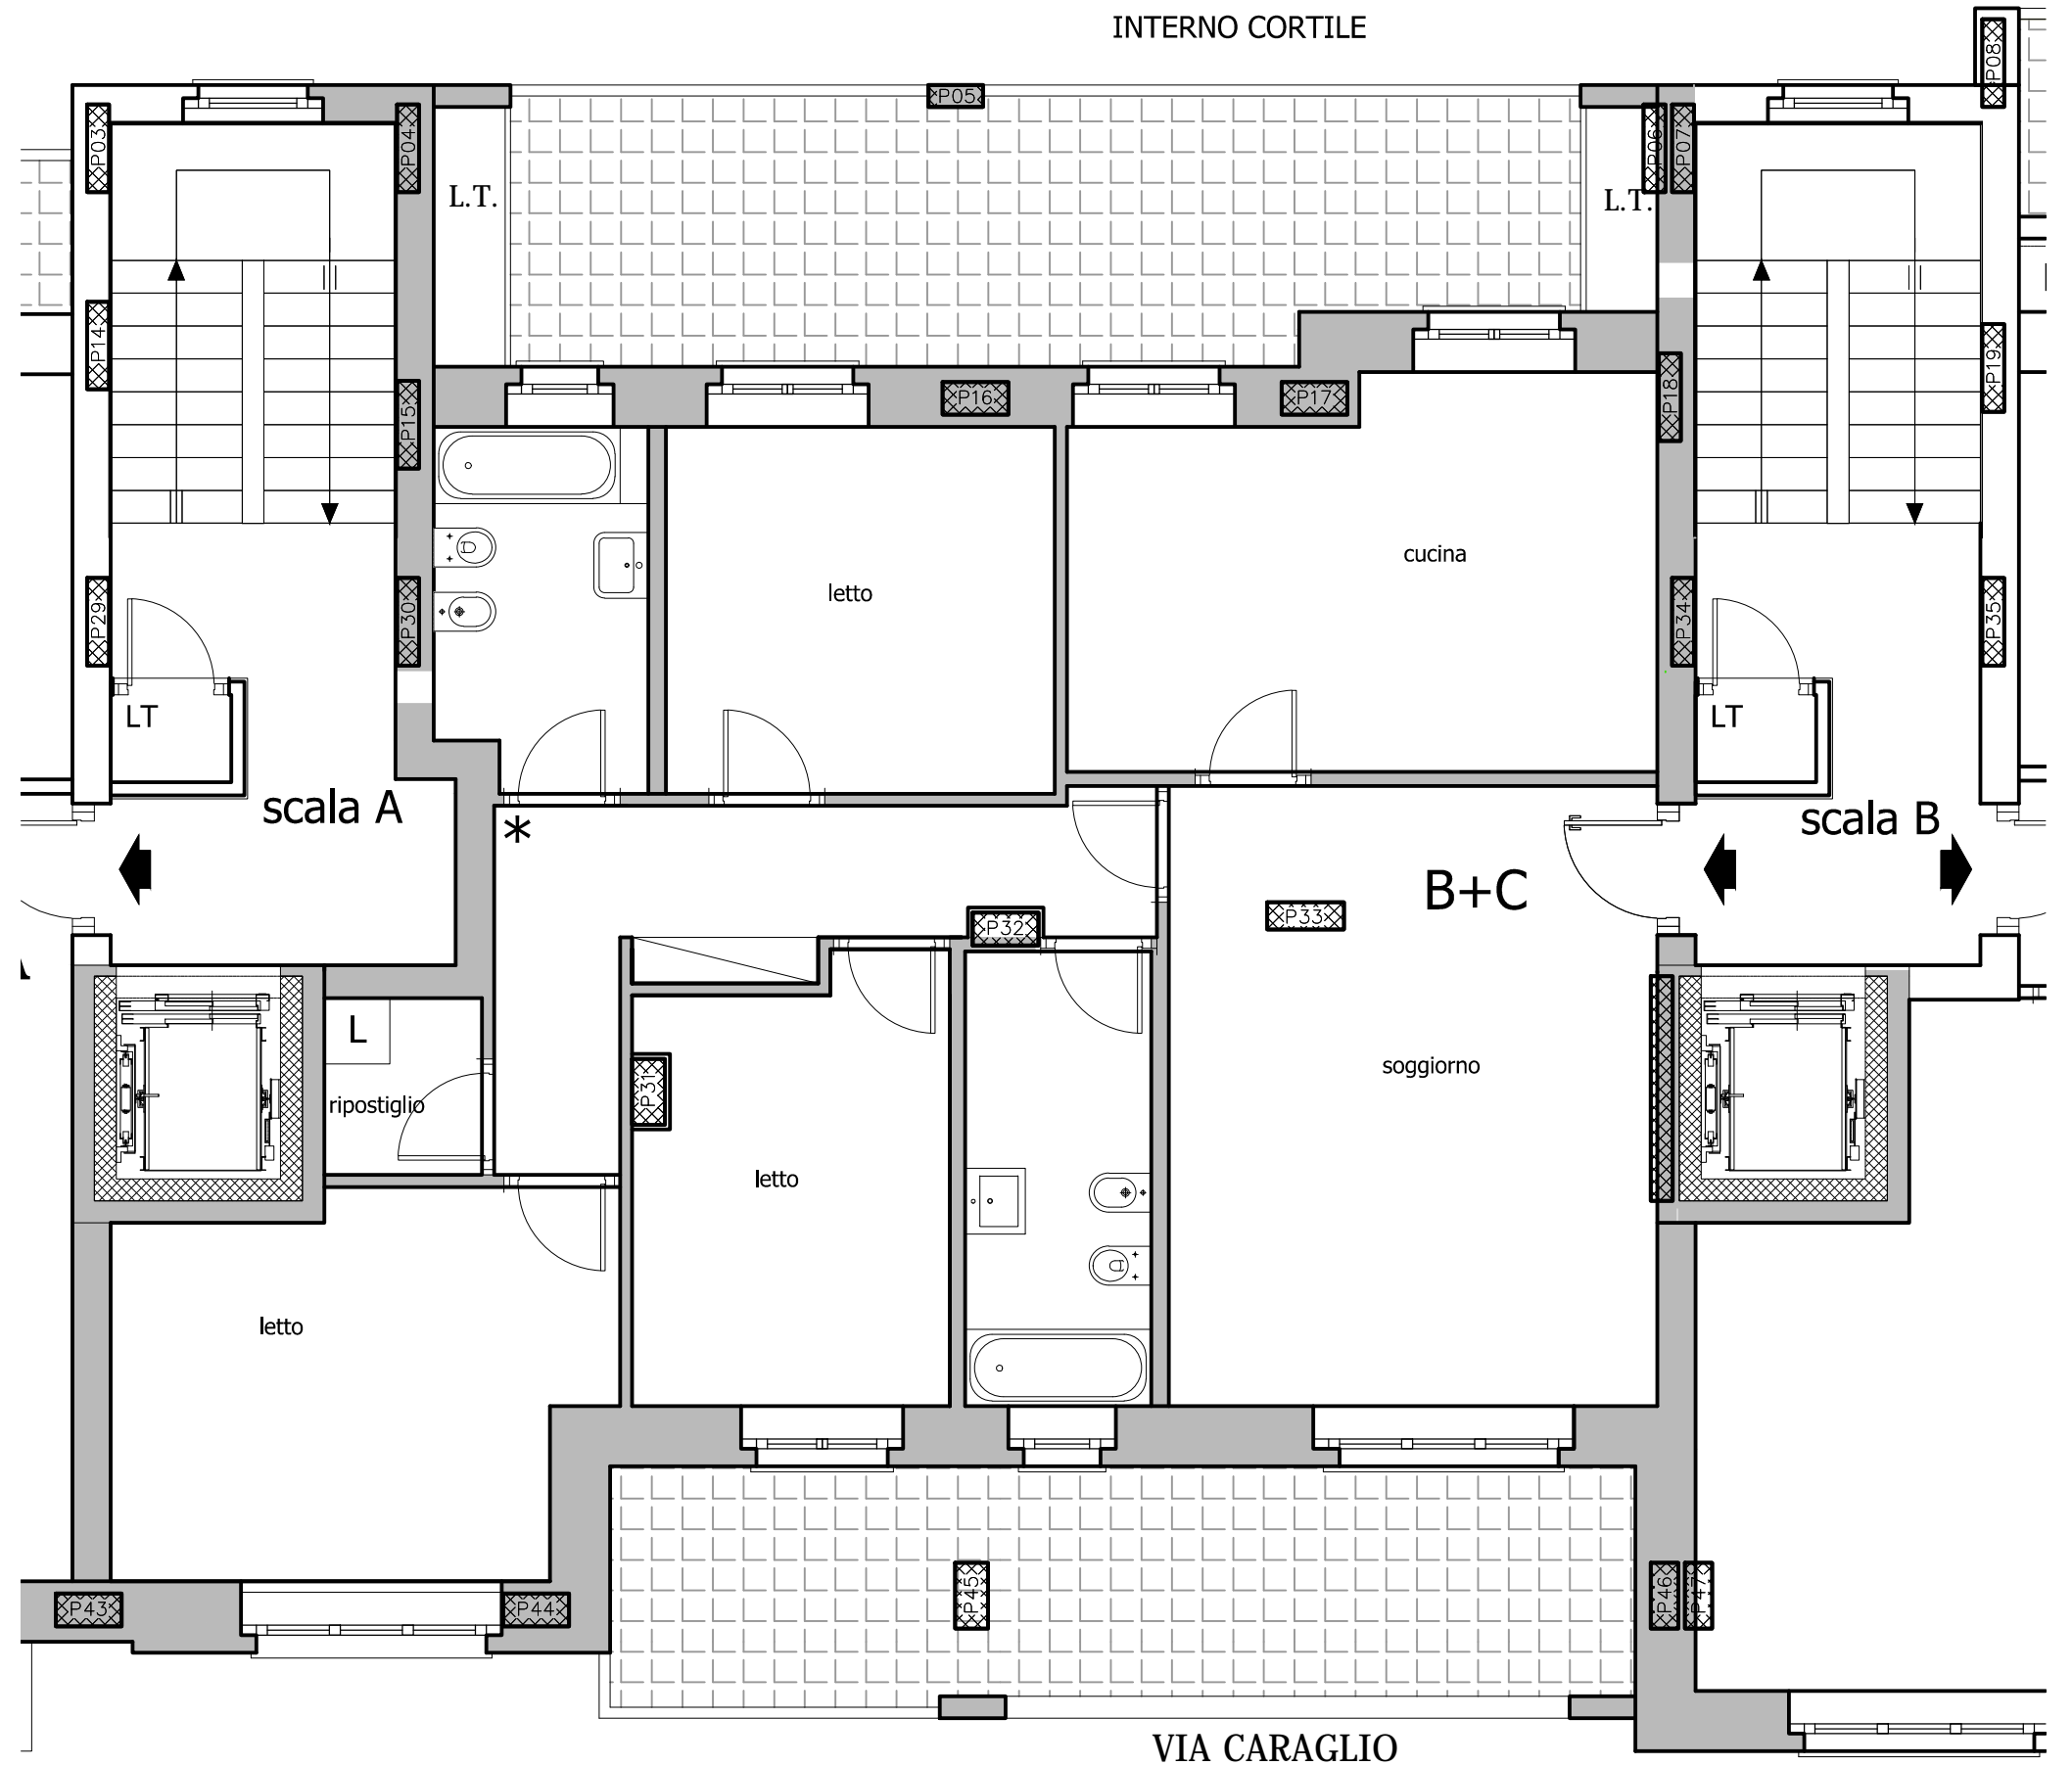 INTERNO CORTILE
P08
P05
P03
P04
P06
P07
L.T.
L.T.
P14
P15
P16
P17
P18
P19
cucina
letto
P29
P30
P34
P35
LT
LT
scala A
scala B
*
B+C
P33
P32
L
soggiorno
P31
ripostiglio
letto
letto
P43
P44
P45
P46
P47
VIA CARAGLIO